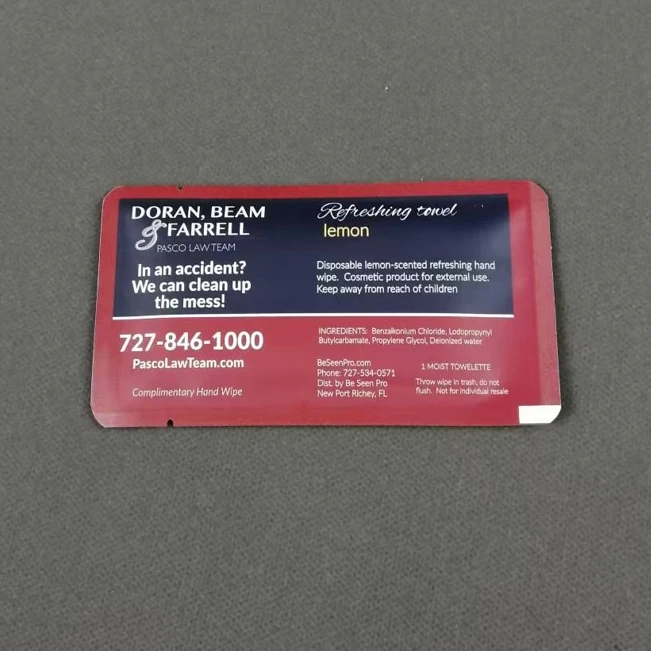 DORAN, BEAM
& FARRELL
PASCO LAW TEAM
In an accident?
We can clean up
the mess!
727-846-1000
PascoLawTeam.com
Complimentary Hand Wipe
Refreshing towel
lemon
Disposable lemon-scented refreshing hand
wipe. Cosmetic product for external use.
Keep away from reach of children
INGREDIENTS: Benzalkonium Chloride, Lodopropynyl
Butylcarbamate, Propylene Glycol, Deionized water
BeSeenPro.com
Phone: 727-534-0571
Dist. by Be Seen Pro
New Port Richey, FL
1 MOIST TOWELETTE
Throw wipe in trash, do not
flush. Not for individual resale